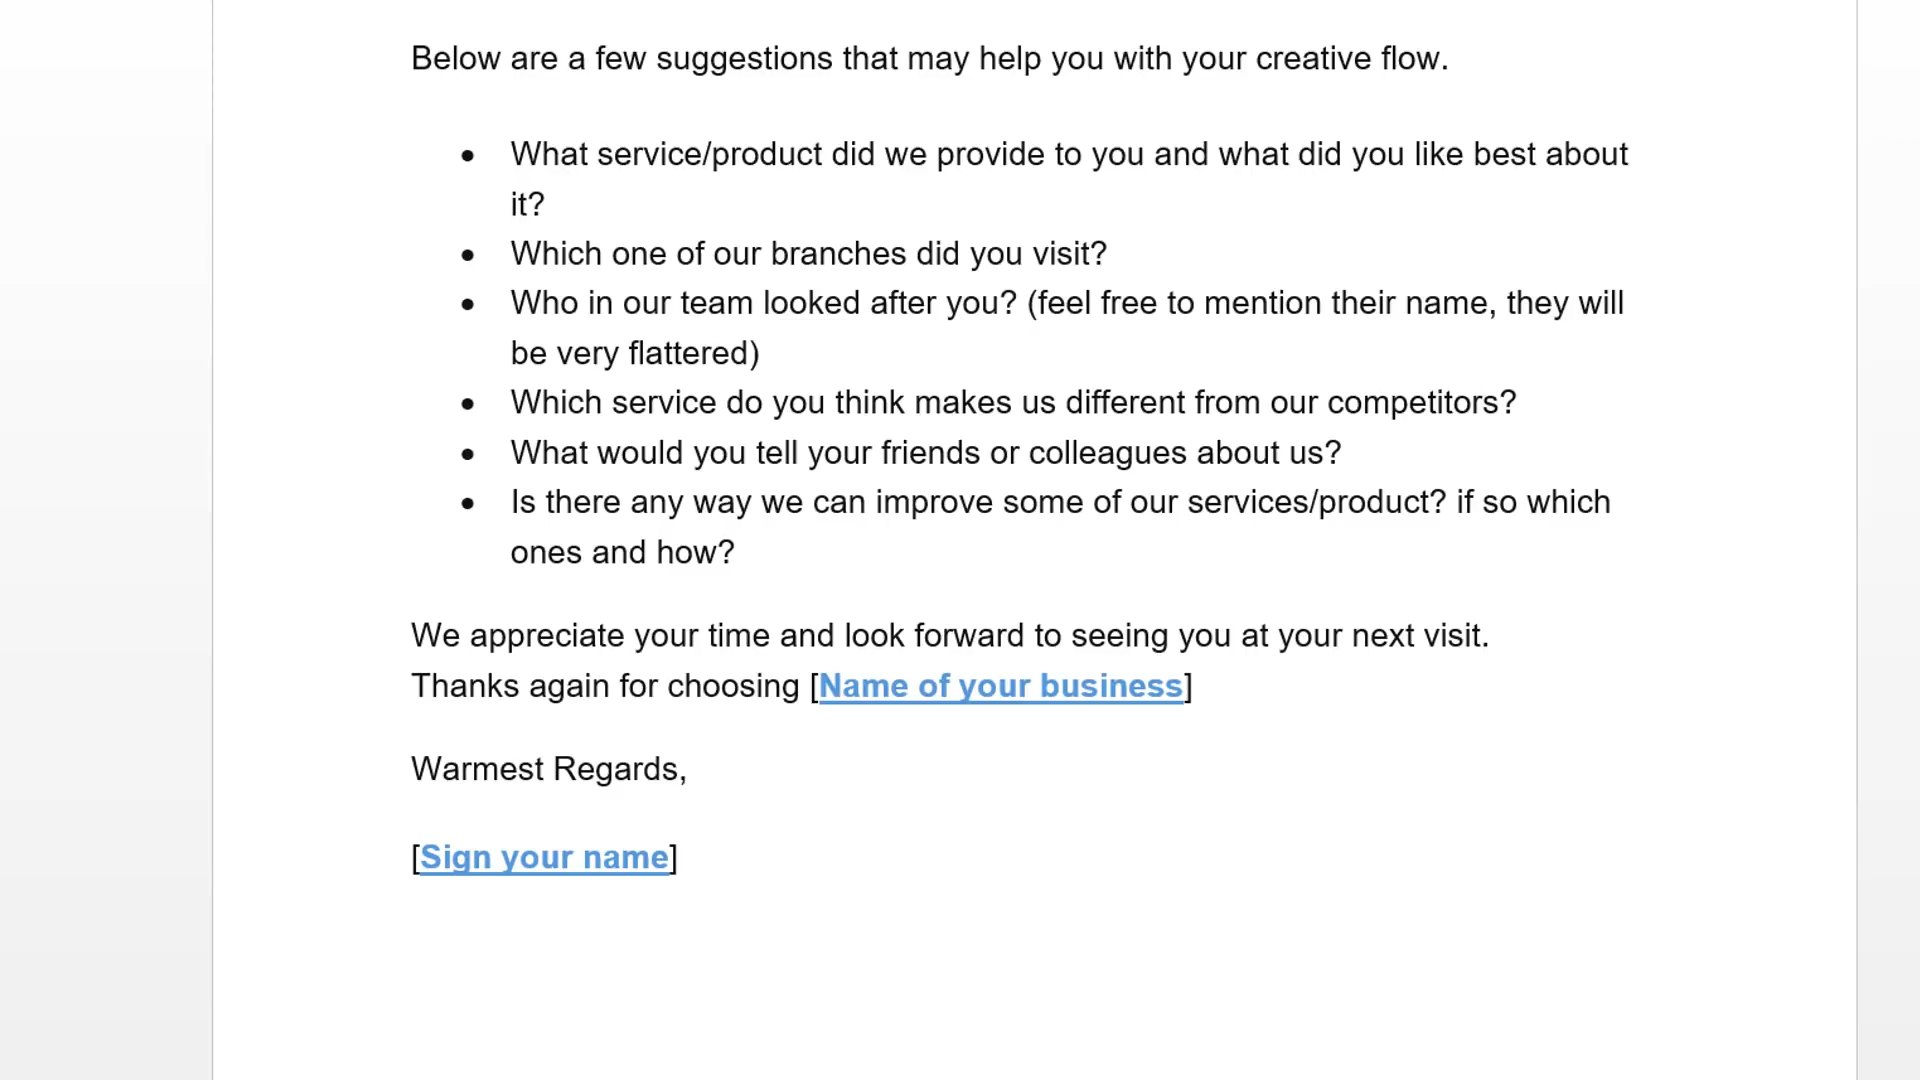 Below are a few suggestions that may help you with your creative flow.
• What service/product did we provide to you and what did you like best about
it?
• Which one of our branches did you visit?
• Who in our team looked after you? (feel free to mention their name, they will
be very flattered)
• Which service do you think makes us different from our competitors?
• What would you tell your friends or colleagues about us?
• Is there any way we can improve some of our services/product? if so which
ones and how?
We appreciate your time and look forward to seeing you at your next visit.
Thanks again for choosing [Name of your business]
Warmest Regards,
[Sign your name]